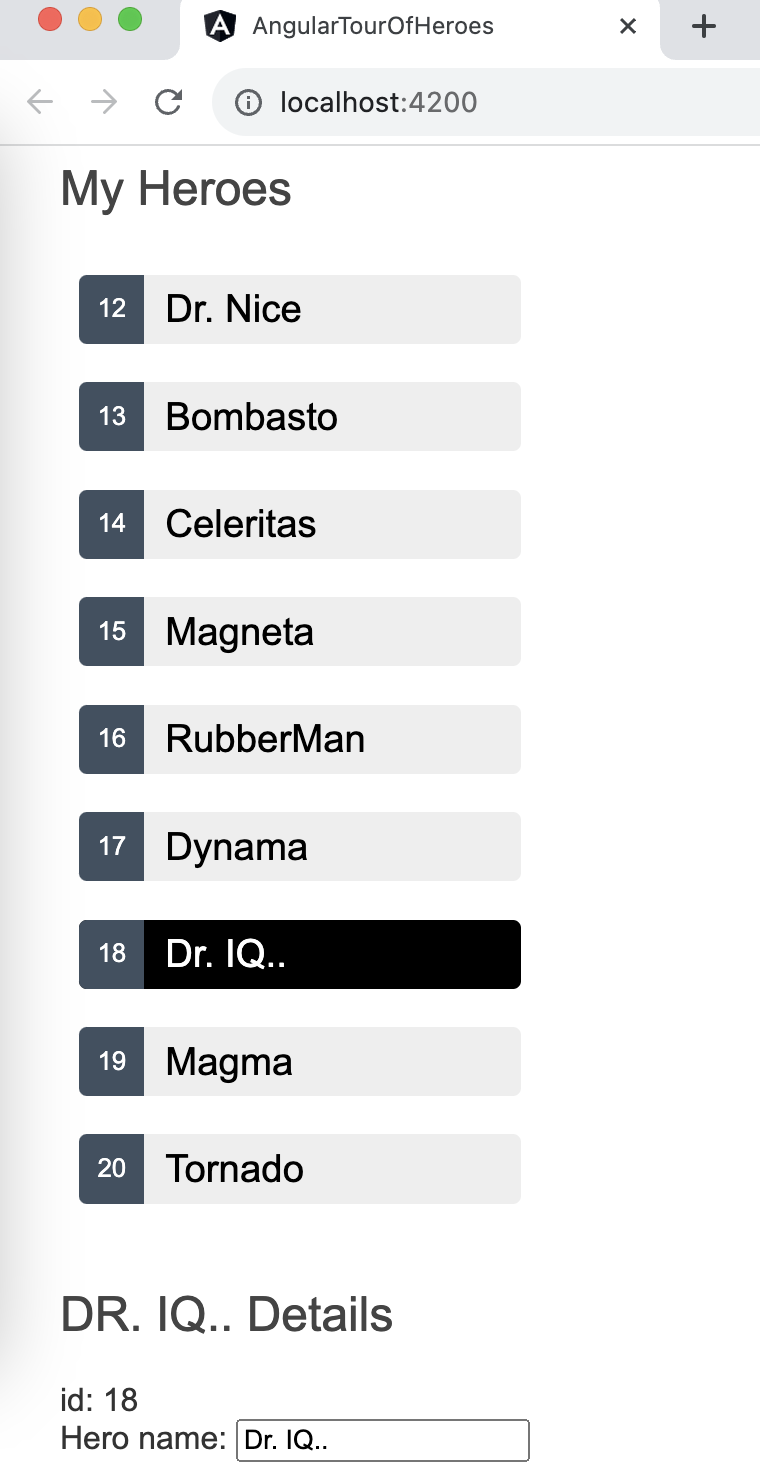 AngularTourOfHeroes
localhost:4200
My Heroes
12 Dr. Nice
13 Bombasto
14 Celeritas
15 Magneta
16 RubberMan
17 Dynama
18 Dr. IQ..
19 Magma
20 Tornado
DR. IQ.. Details
id: 18
Hero name: Dr. IQ..